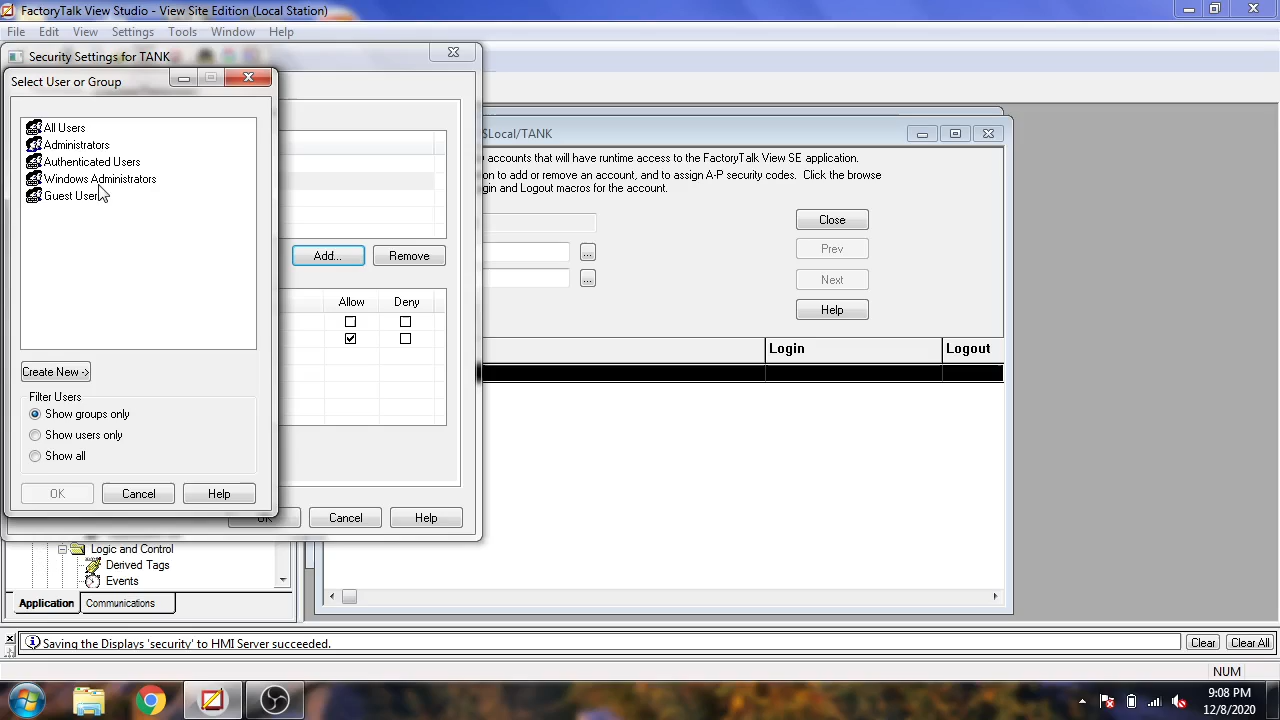 FactoryTalk View Studio - View Site Edition (Local Station)
File Edit View Settings Tools Window Help
Security Settings for TANK
Select User or Group
All Users
Administrators
Authenticated Users
Windows Administrators
Guest User
Create New ->
Filter Users
Show groups only
Show users only
Show all
OK Cancel Help
Add... Remove
Allow Deny
Cancel Help
$Local/TANK
accounts that will have runtime access to the FactoryTalk View SE application.
to add or remove an account, and to assign A-P security codes. Click the browse
and Logout macros for the account.
...
...
Close
Prev
Next
Help
Login Logout
Logic and Control
Derived Tags
Events
Application Communications
Saving the Displays 'security' to HMI Server succeeded.
Clear Clear All
NUM
9:08 PM
12/8/2020